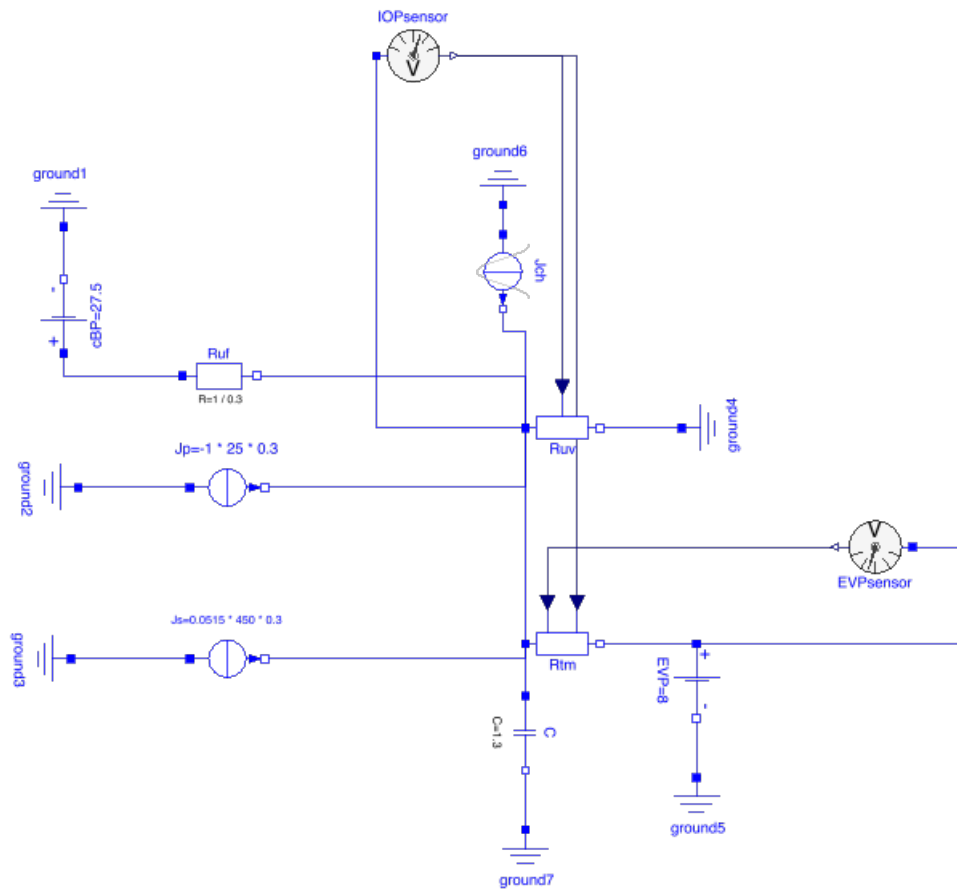 IOPsensor
V
ground6
ground1
Jch
-
+
cBP=27.5
Ruf
R=1 / 0.3
ground4
Ruv
Jp=-1 * 25 * 0.3
ground2
V
EVPsensor
Js=0.0515 * 450 * 0.3
ground3
Rtm
+
-
EVP=8
C=1.3
C
ground5
ground7